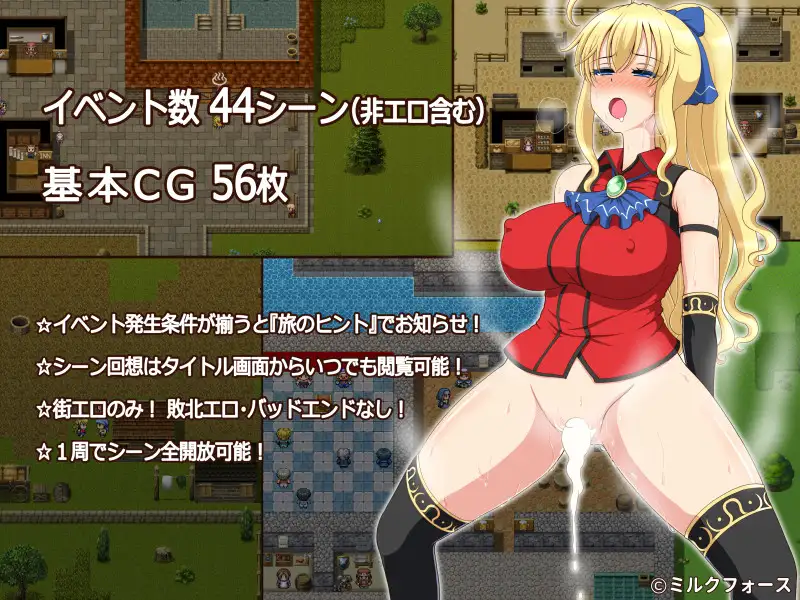 イベント数 44シーン(非エロ含む)
基本CG 56枚
☆イベント発生条件が揃うと『旅のヒント』でお知らせ！
☆シーン回想はタイトル画面からいつでも閲覧可能！
☆街エロのみ！ 敗北エロ・バッドエンドなし！
☆１周でシーン全開放可能！
©ミルクフォース